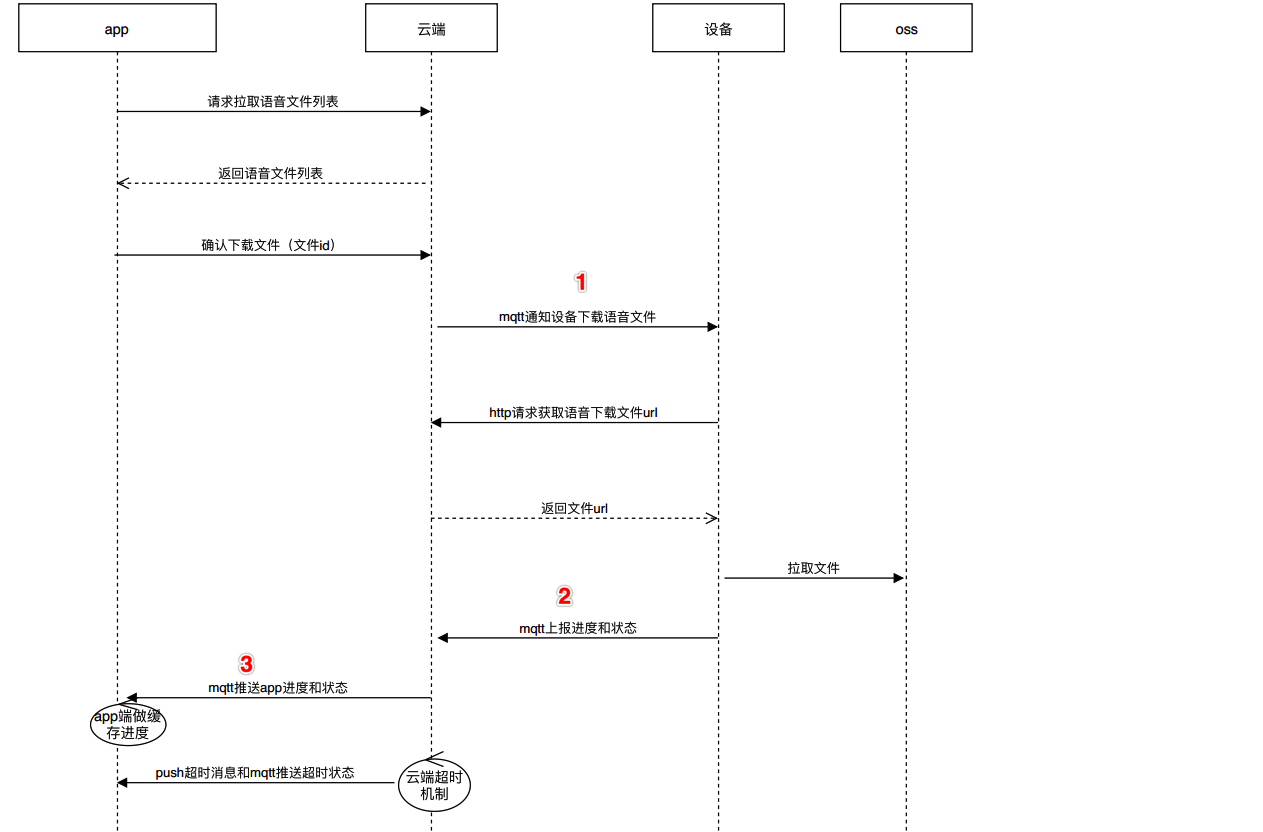 app
云端
设备
oss
请求拉取语音文件列表
返回语音文件列表
确认下载文件（文件id）
1
mqtt通知设备下载语音文件
http请求获取语音下载文件url
返回文件url
拉取文件
2
mqtt上报进度和状态
3
mqtt推送app进度和状态
app端做缓
存进度
push超时消息和mqtt推送超时状态
云端超时
机制